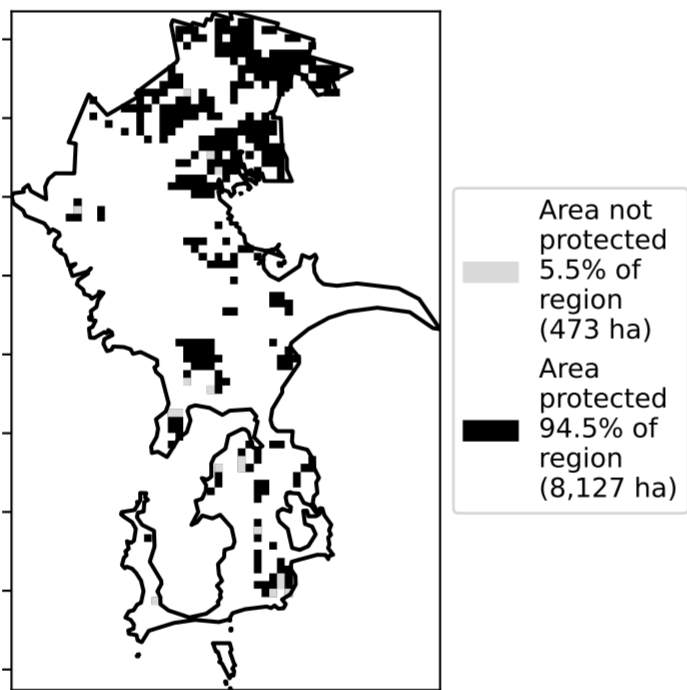 Area not
protected
5.5% of
region
(473 ha)
Area
protected
94.5% of
region
(8,127 ha)